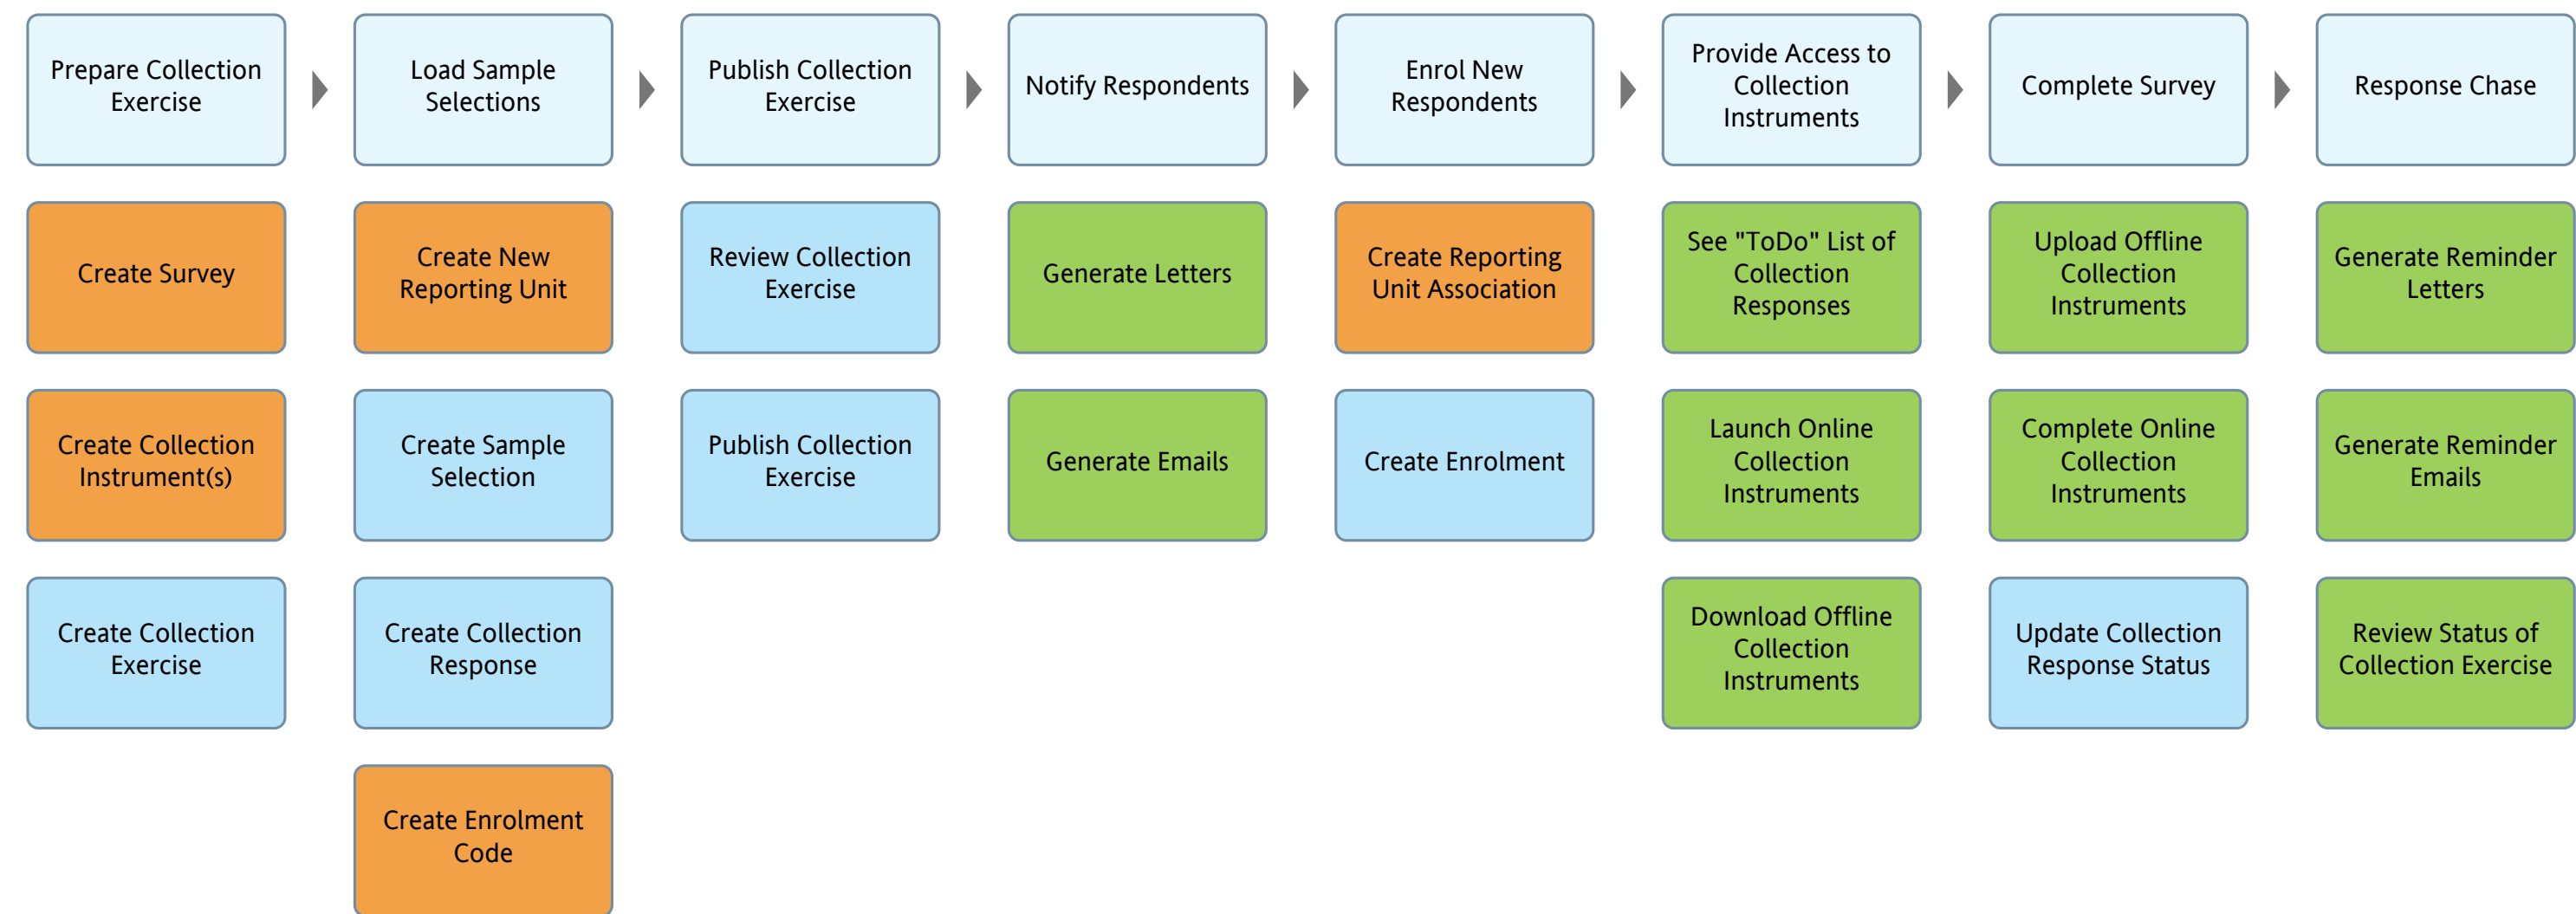 Prepare Collection
Exercise
Load Sample
Selections
Publish Collection
Exercise
Notify Respondents
Enrol New
Respondents
Provide Access to
Collection
Instruments
Complete Survey
Response Chase
Create Survey
Create New
Reporting Unit
Review Collection
Exercise
Generate Letters
Create Reporting
Unit Association
See "ToDo" List of
Collection
Responses
Upload Offline
Collection
Instruments
Generate Reminder
Letters
Create Collection
Instrument(s)
Create Sample
Selection
Publish Collection
Exercise
Generate Emails
Create Enrolment
Launch Online
Collection
Instruments
Complete Online
Collection
Instruments
Generate Reminder
Emails
Create Collection
Exercise
Create Collection
Response
Download Offline
Collection
Instruments
Update Collection
Response Status
Review Status of
Collection Exercise
Create Enrolment
Code